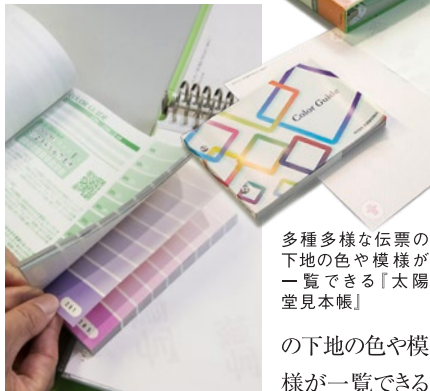 Color Guide
多種多様な伝票の
下地の色や模様が
一覧できる『太陽
堂見本帳』
の下地の色や模
様が一覧できる